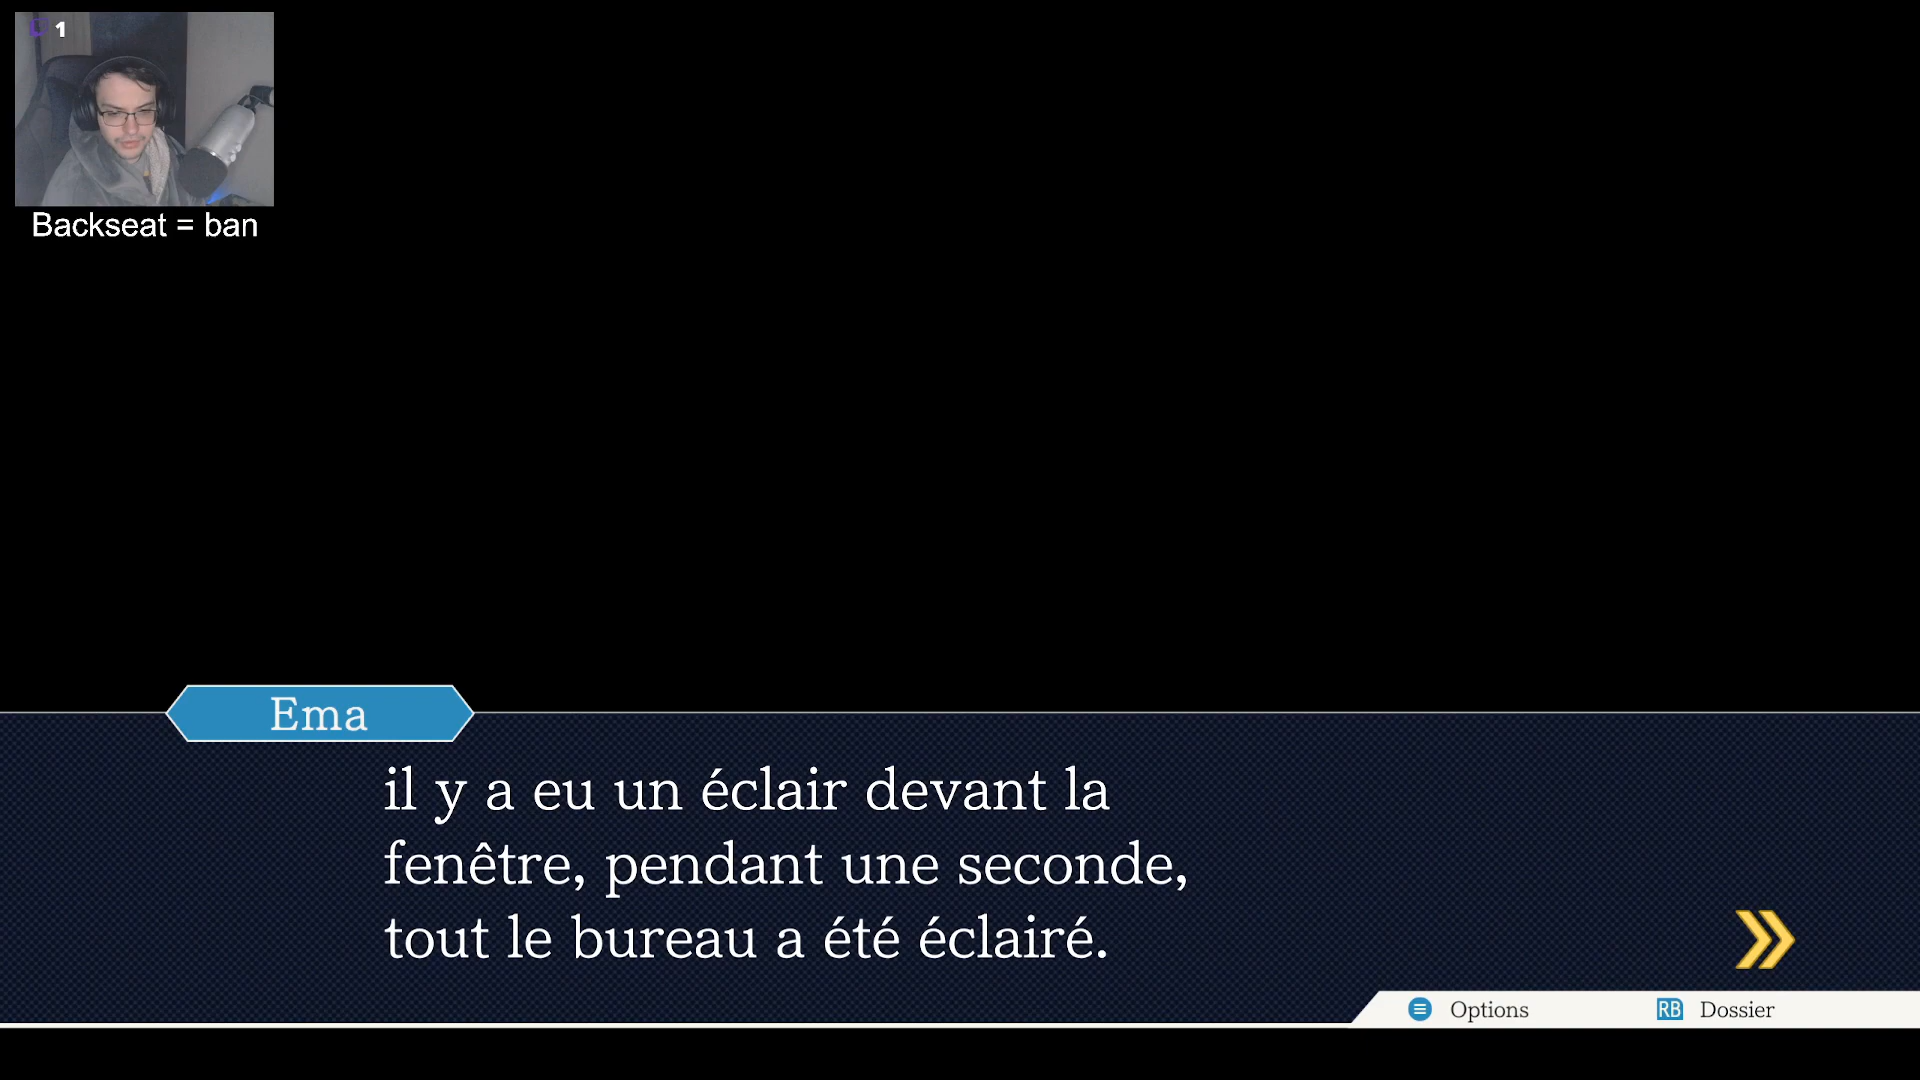 1
Backseat = ban
Ema
il y a eu un éclair devant la
fenêtre, pendant une seconde,
tout le bureau a été éclairé.
Options
RB Dossier